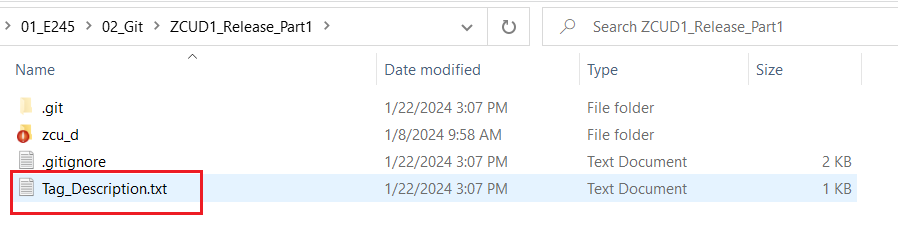 01_E245 > 02_Git > ZCUD1_Release_Part1 > Search ZCUD1_Release_Part1
Name Date modified Type Size
.git 1/22/2024 3:07 PM File folder
zcu_d 1/8/2024 9:58 AM File folder
.gitignore 1/22/2024 3:07 PM Text Document 2 KB
Tag_Description.txt 1/22/2024 3:07 PM Text Document 1 KB